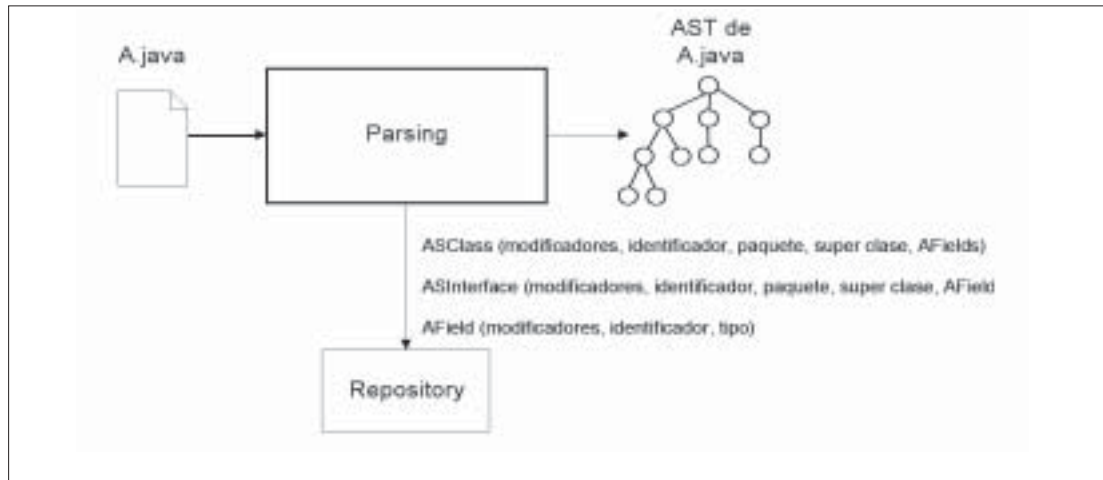 A.java
AST de
A.java
Parsing
ASClass (modificadores, identificador, paquete, super clase, AFields)
ASInterface (modificadores, identificador, paquete, super clase, AField
AField (modificadores, identificador, tipo)
Repository